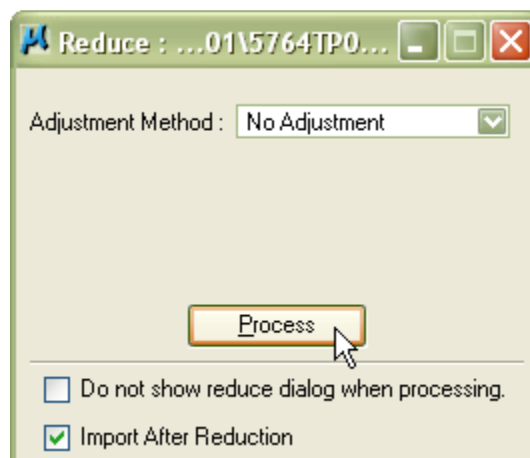 Reduce : ...01\5764TP0...
Adjustment Method : No Adjustment
Process
Do not show reduce dialog when processing.
Import After Reduction